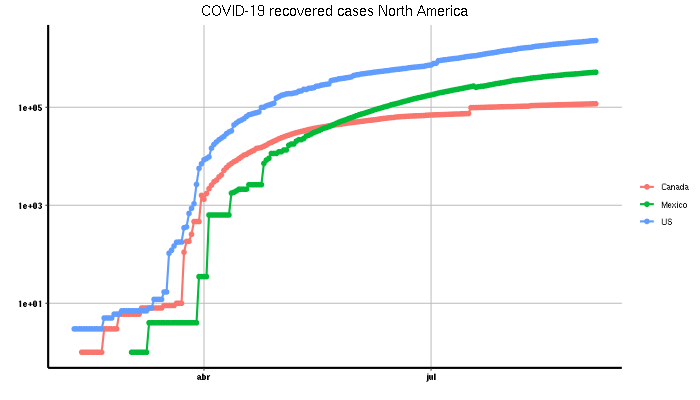 COVID-19 recovered cases North America
1e+05
1e+03
1e+01
abr
jul
Canada
Mexico
US